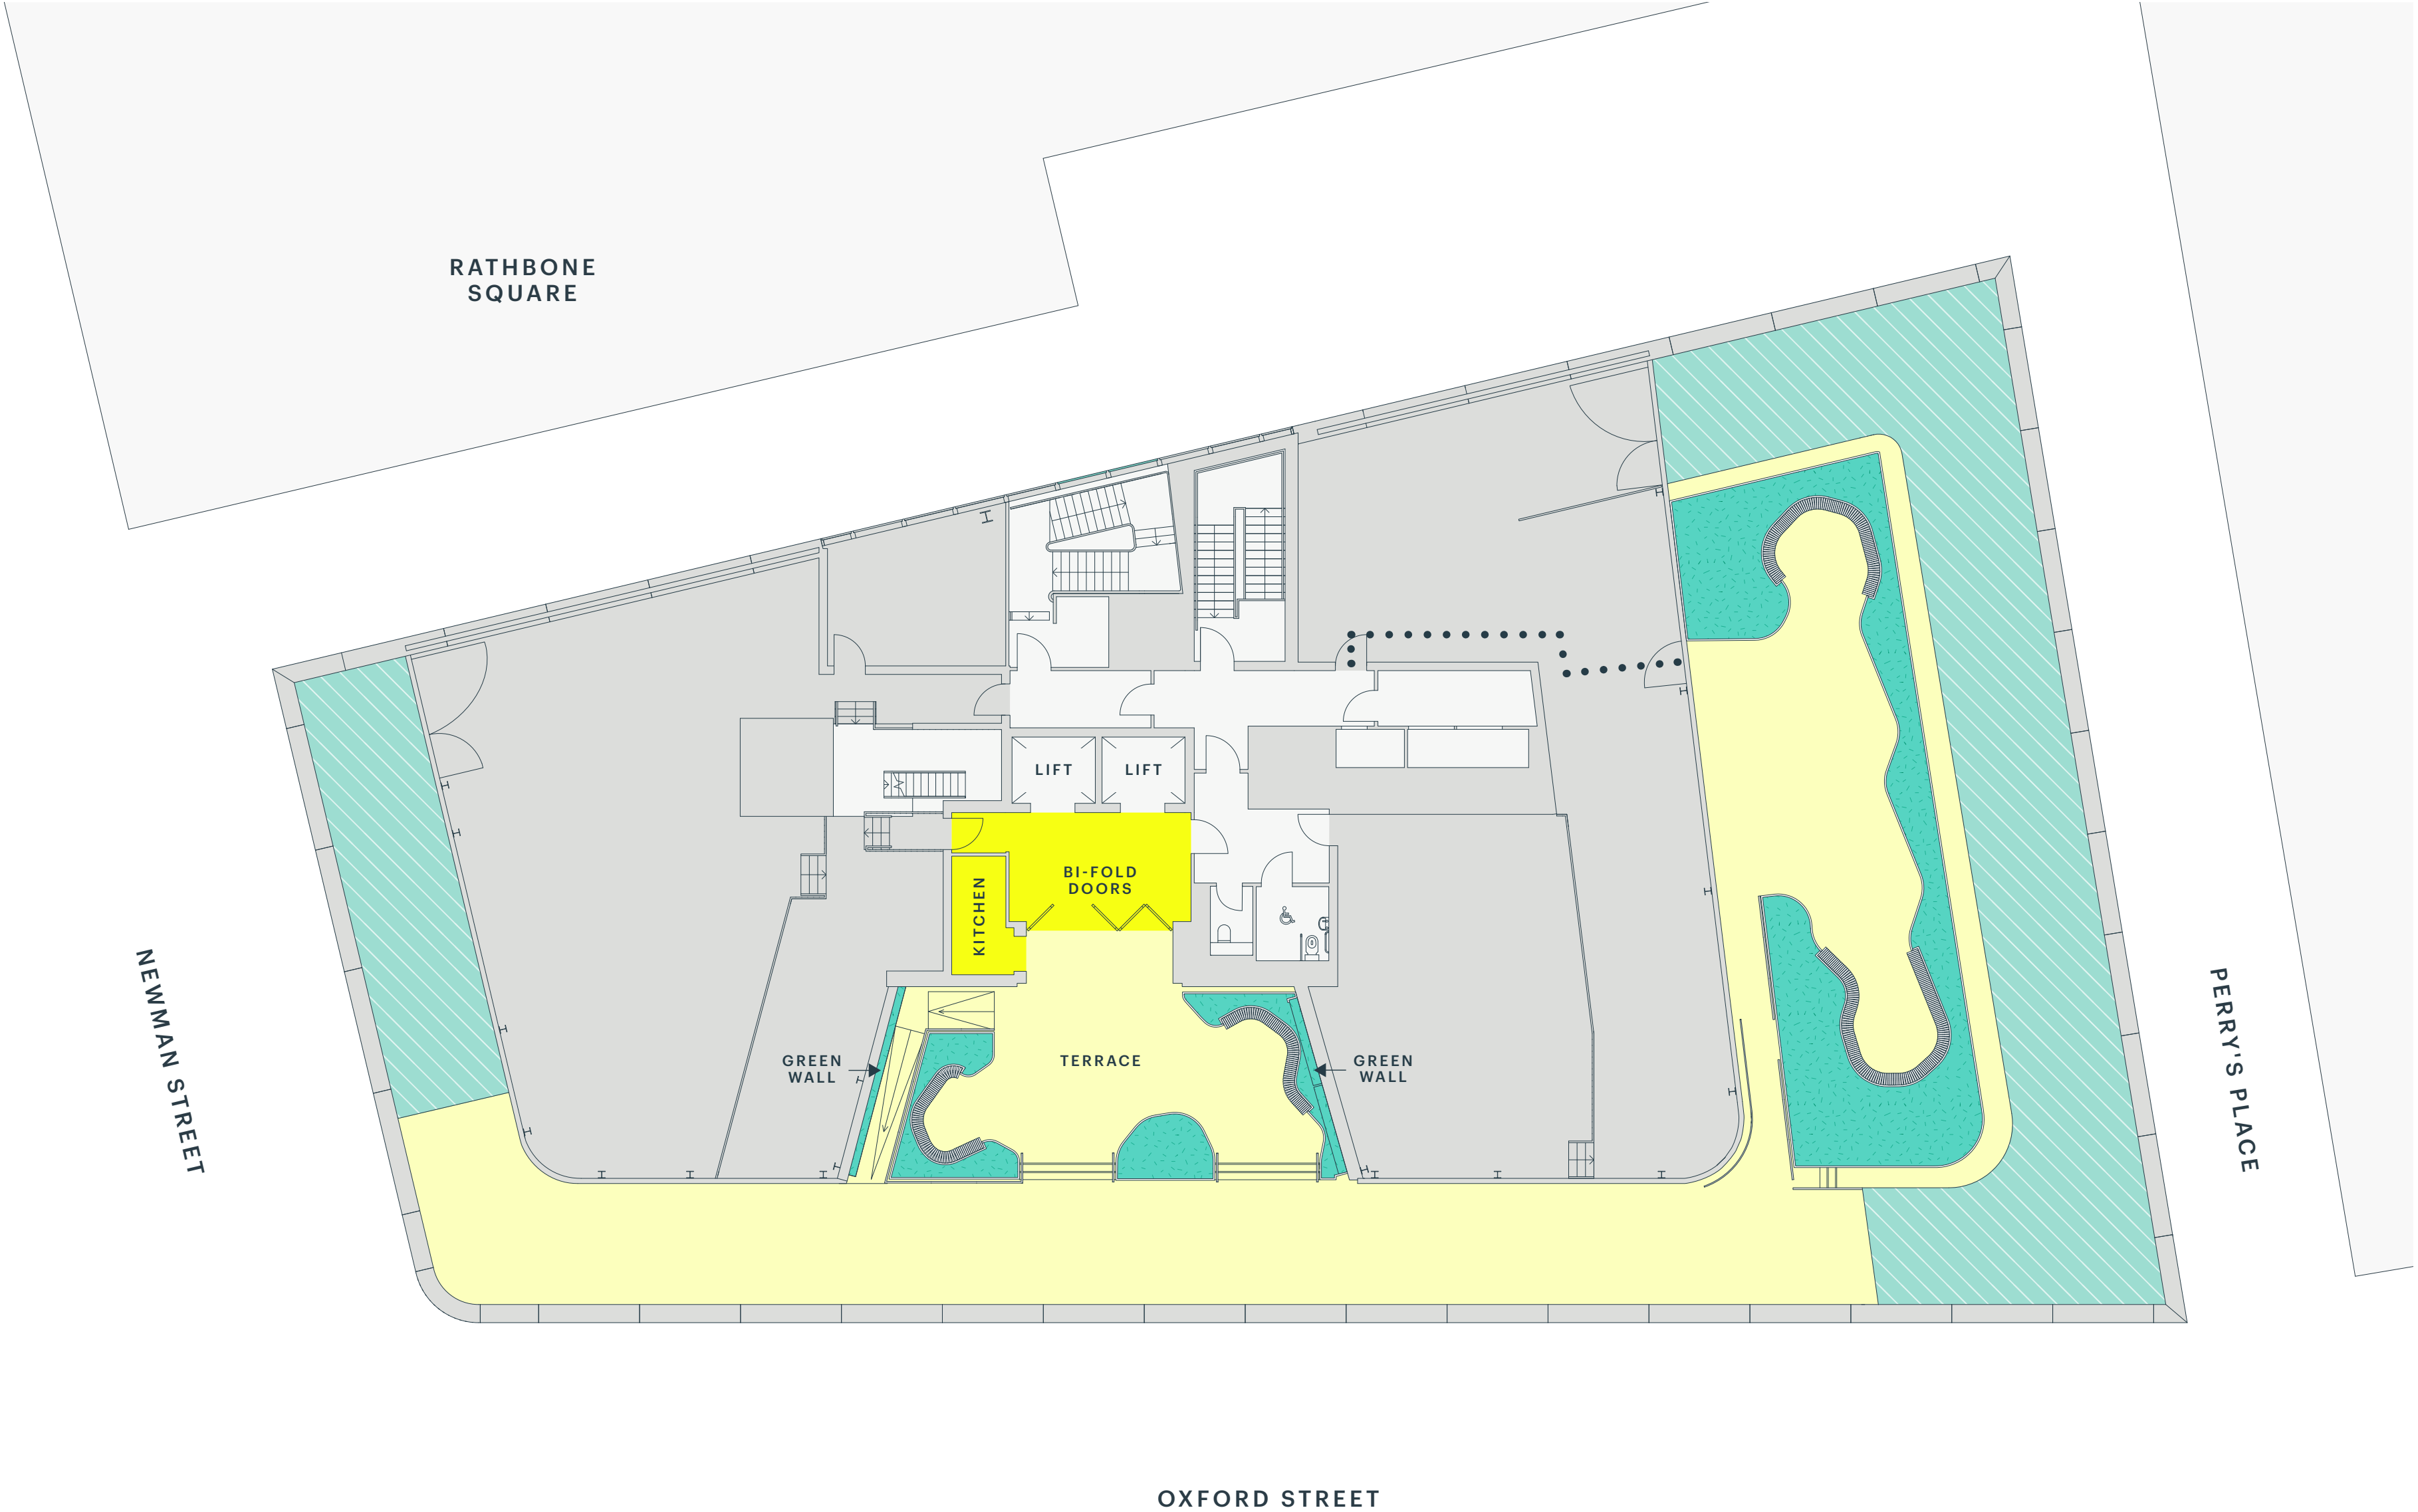 RATHBONE
SQUARE
LIFT
LIFT
BI-FOLD
DOORS
KITCHEN
NEWMAN STREET
PERRY'S PLACE
GREEN
WALL
TERRACE
GREEN
WALL
OXFORD STREET